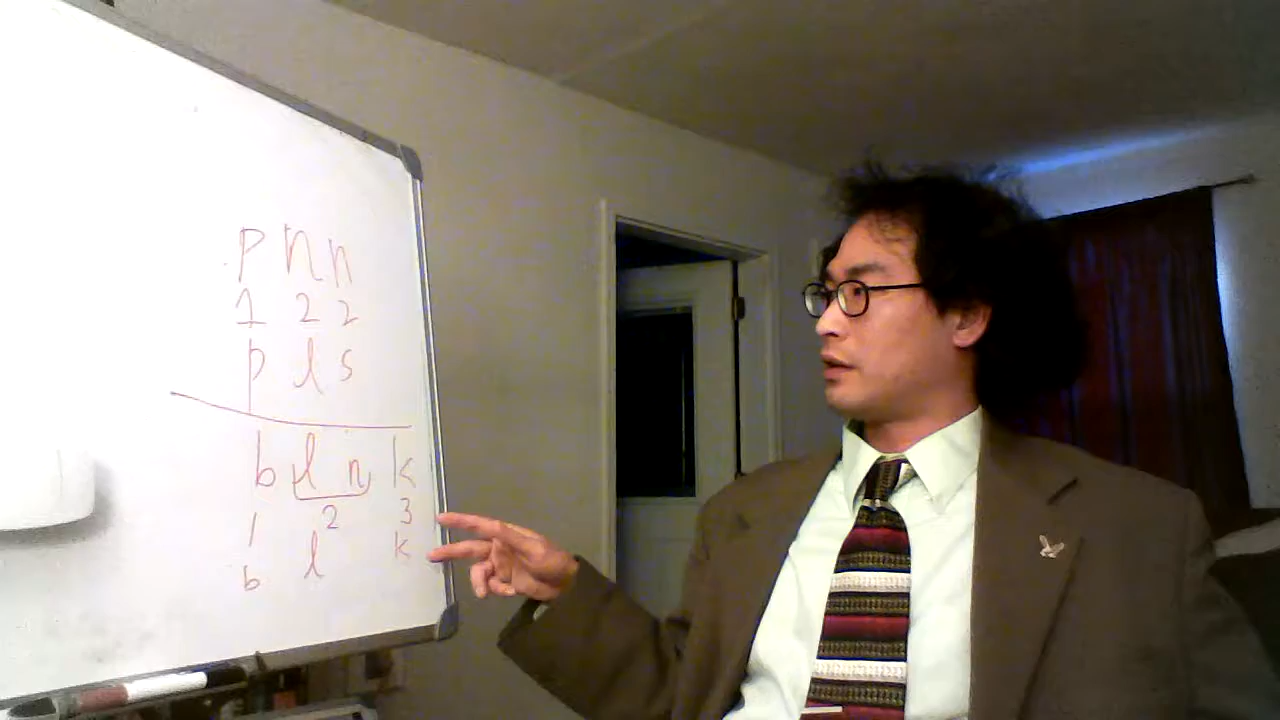 p n n
1 2 2
p l s
b l n k
1 2 3
b l k